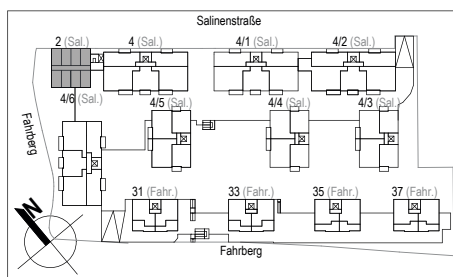 Salinenstraße
2 (Sal.) 4 (Sal.) 4/1 (Sal.) 4/2 (Sal.)
4/6 (Sal.) 4/5 (Sal.) 4/4 (Sal.) 4/3 (Sal.)
Fahrberg
31 (Fahr.) 33 (Fahr.) 35 (Fahr.) 37 (Fahr.)
N
Fahrberg